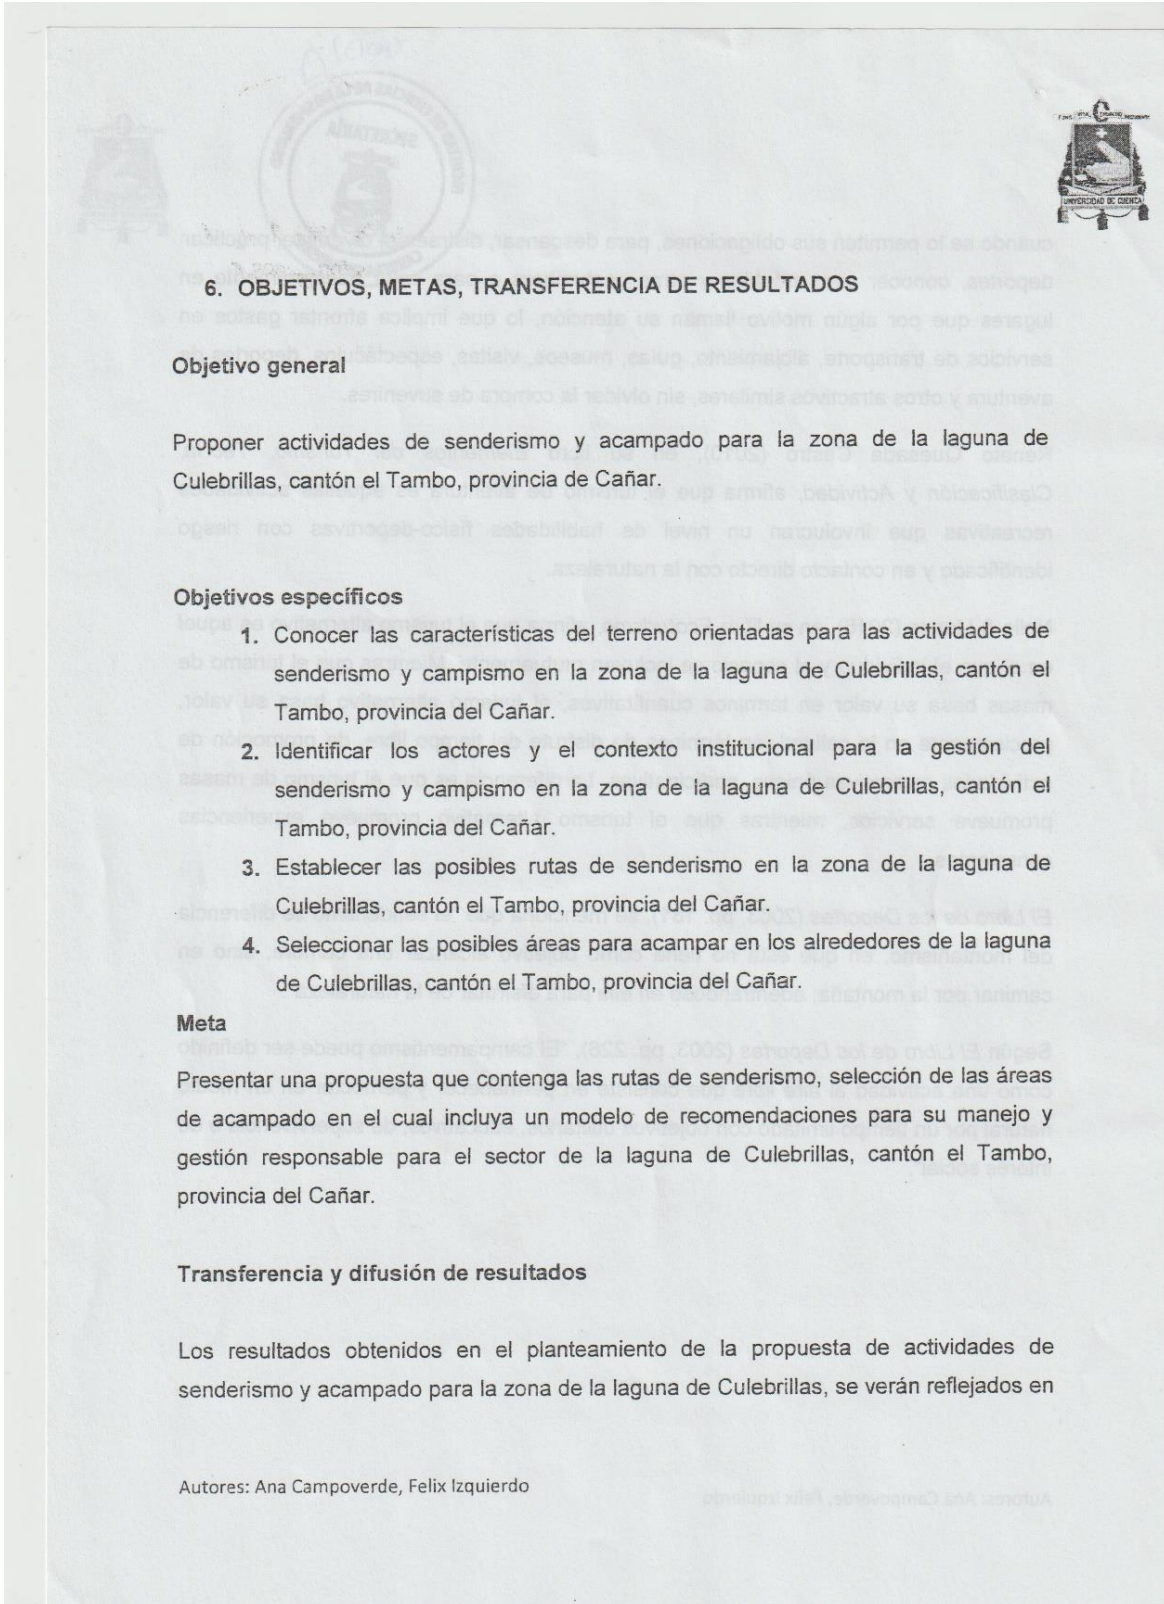 UNIVERSIDAD DE CUENCA
6. OBJETIVOS, METAS, TRANSFERENCIA DE RESULTADOS
Objetivo general
Proponer actividades de senderismo y acampado para la zona de la laguna de
Culebrillas, cantón el Tambo, provincia de Cañar.
Objetivos específicos
1. Conocer las características del terreno orientadas para las actividades de
senderismo y campismo en la zona de la laguna de Culebrillas, cantón el
Tambo, provincia del Cañar.
2. Identificar los actores y el contexto institucional para la gestión del
senderismo y campismo en la zona de la laguna de Culebrillas, cantón el
Tambo, provincia del Cañar.
3. Establecer las posibles rutas de senderismo en la zona de la laguna de
Culebrillas, cantón el Tambo, provincia del Cañar.
4. Seleccionar las posibles áreas para acampar en los alrededores de la laguna
de Culebrillas, cantón el Tambo, provincia del Cañar.
Meta
Presentar una propuesta que contenga las rutas de senderismo, selección de las áreas
de acampado en el cual incluya un modelo de recomendaciones para su manejo y
gestión responsable para el sector de la laguna de Culebrillas, cantón el Tambo,
provincia del Cañar.
Transferencia y difusión de resultados
Los resultados obtenidos en el planteamiento de la propuesta de actividades de
senderismo y acampado para la zona de la laguna de Culebrillas, se verán reflejados en
Autores: Ana Campoverde, Felix Izquierdo